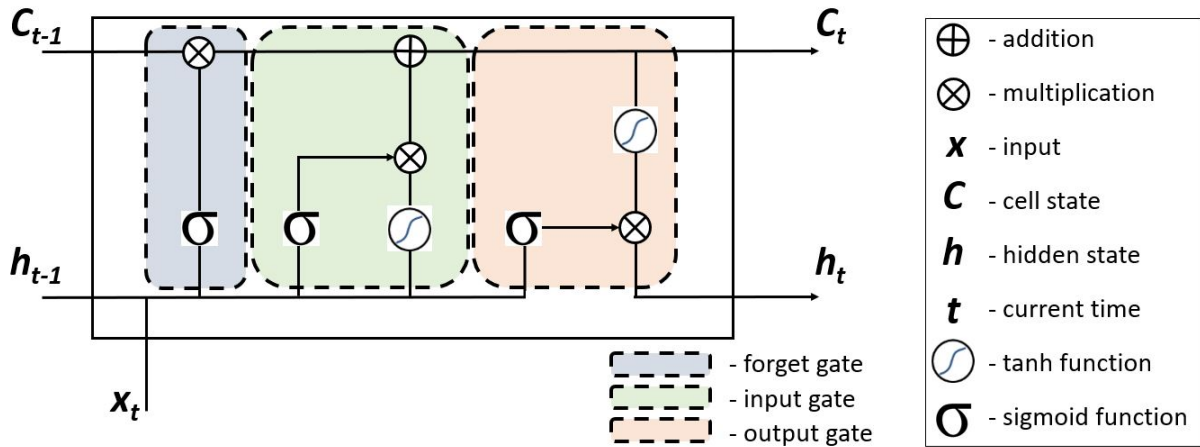 C_{t-1}
C_t
σ
σ
σ
h_{t-1}
h_t
x_t
- forget gate
- input gate
- output gate
- addition
- multiplication
x - input
C - cell state
h - hidden state
t - current time
- tanh function
σ - sigmoid function